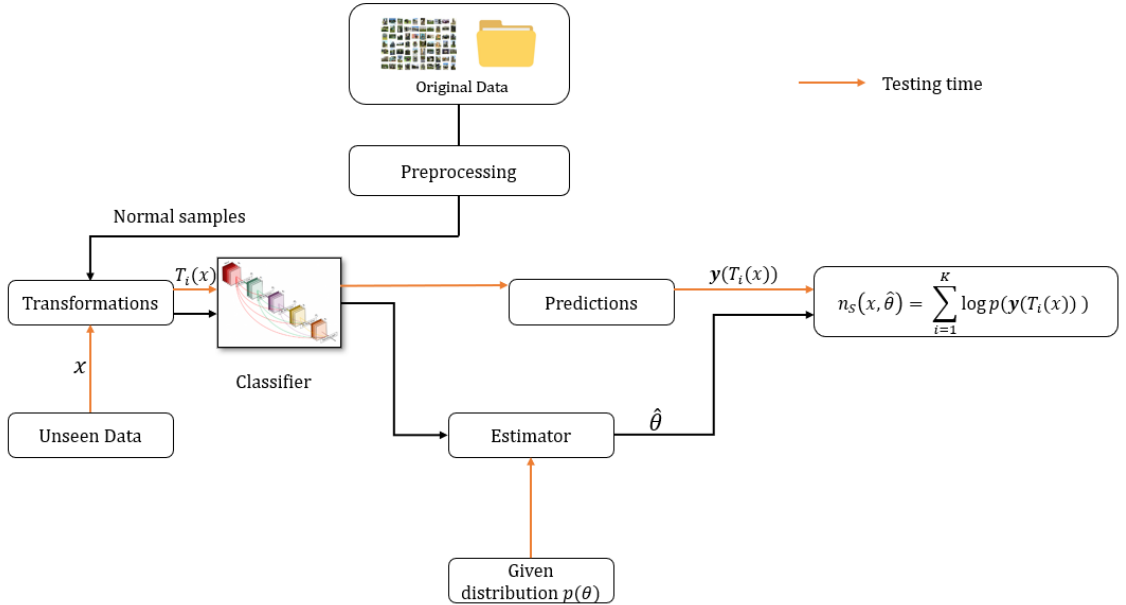 Original Data
Testing time
Preprocessing
Normal samples
T_i(x)
y(T_i(x))
Transformations
Predictions
n_S(x, θ̂) = ∑_{i=1}^{K} log p(y(T_i(x)) )
x
Classifier
Unseen Data
Estimator
θ̂
Given
distribution p(θ)